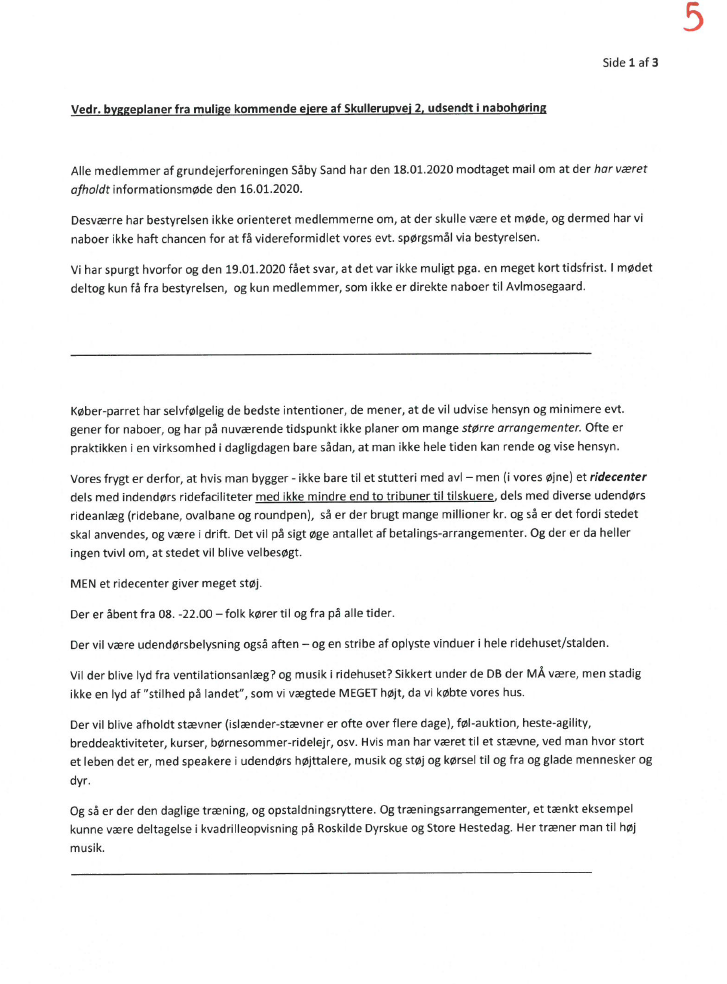 5
Side 1 af 3
Vedr. byggeplaner fra mulige kommende ejere af Skullerupvej 2, udsendt i nabohøring
Alle medlemmer af grundejerforeningen Såby Sand har den 18.01.2020 modtaget mail om at der har været
afholdt informationsmøde den 16.01.2020.
Desværre har bestyrelsen ikke orienteret medlemmerne om, at der skulle være et møde, og dermed har vi
naboer ikke haft chancen for at få videreformidlet vores evt. spørgsmål via bestyrelsen.
Vi har spurgt hvorfor og den 19.01.2020 fået svar, at det var ikke muligt pga. en meget kort tidsfrist. I mødet
deltog kun få fra bestyrelsen, og kun medlemmer, som ikke er direkte naboer til Avlmosegaard.
Køber-parret har selvfølgelig de bedste intentioner, de mener, at de vil udvise hensyn og minimere evt.
gener for naboer, og har på nuværende tidspunkt ikke planer om mange større arrangementer. Ofte er
praktikken i en virksomhed i dagligdagen bare sådan, at man ikke hele tiden kan rende og vise hensyn.
Vores frygt er derfor, at hvis man bygger - ikke bare til et stutteri med avl – men (i vores øjne) et ridecenter
dels med indendørs ridefaciliteter med ikke mindre end to tribuner til tilskuere, dels med diverse udendørs
rideanlæg (ridebane, ovalbane og roundpen), så er der brugt mange millioner kr. og så er det fordi stedet
skal anvendes, og være i drift. Det vil på sigt øge antallet af betalings-arrangementer. Og der er da heller
ingen tvivl om, at stedet vil blive velbesøgt.
MEN et ridecenter giver meget støj.
Der er åbent fra 08. -22.00 – folk kører til og fra på alle tider.
Der vil være udendørsbelysning også aften – og en stribe af oplyste vinduer i hele ridehuset/stalden.
Vil der blive lyd fra ventilationsanlæg? og musik i ridehuset? Sikkert under de DB der MÅ være, men stadig
ikke en lyd af "stilhed på landet", som vi vægtede MEGET højt, da vi købte vores hus.
Der vil blive afholdt stævner (islænder-stævner er ofte over flere dage), føl-auktion, heste-agility,
breddeaktiviteter, kurser, børnesommer-ridelejr, osv. Hvis man har været til et stævne, ved man hvor stort
et leben det er, med speakere i udendørs højttalere, musik og støj og kørsel til og fra og glade mennesker og
dyr.
Og så er der den daglige træning, og opstaldningsryttere. Og træningsarrangementer, et tænkt eksempel
kunne være deltagelse i kvadrilleopvisning på Roskilde Dyrskue og Store Hestedag. Her træner man til høj
musik.